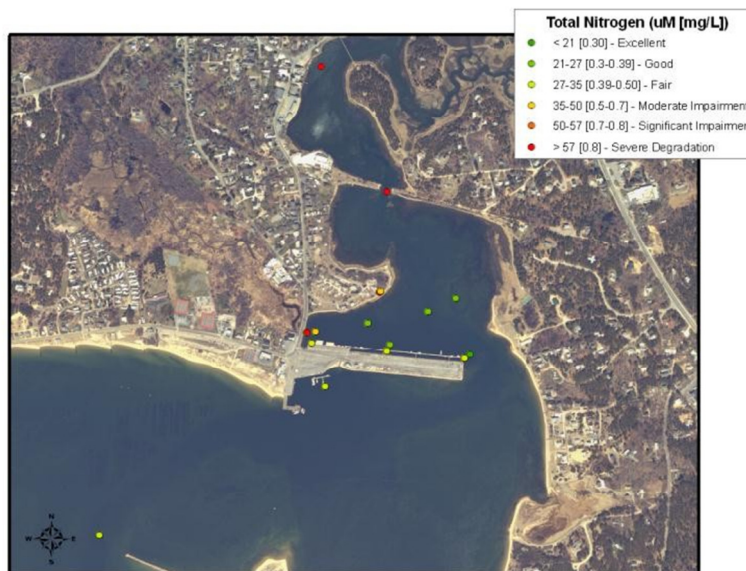 Total Nitrogen (uM [mg/L])
< 21 [0.30] - Excellent
21-27 [0.3-0.39] - Good
27-35 [0.39-0.50] - Fair
35-50 [0.5-0.7] - Moderate Impairment
50-57 [0.7-0.8] - Significant Impairme
> 57 [0.8] - Severe Degradation
N
W E
S